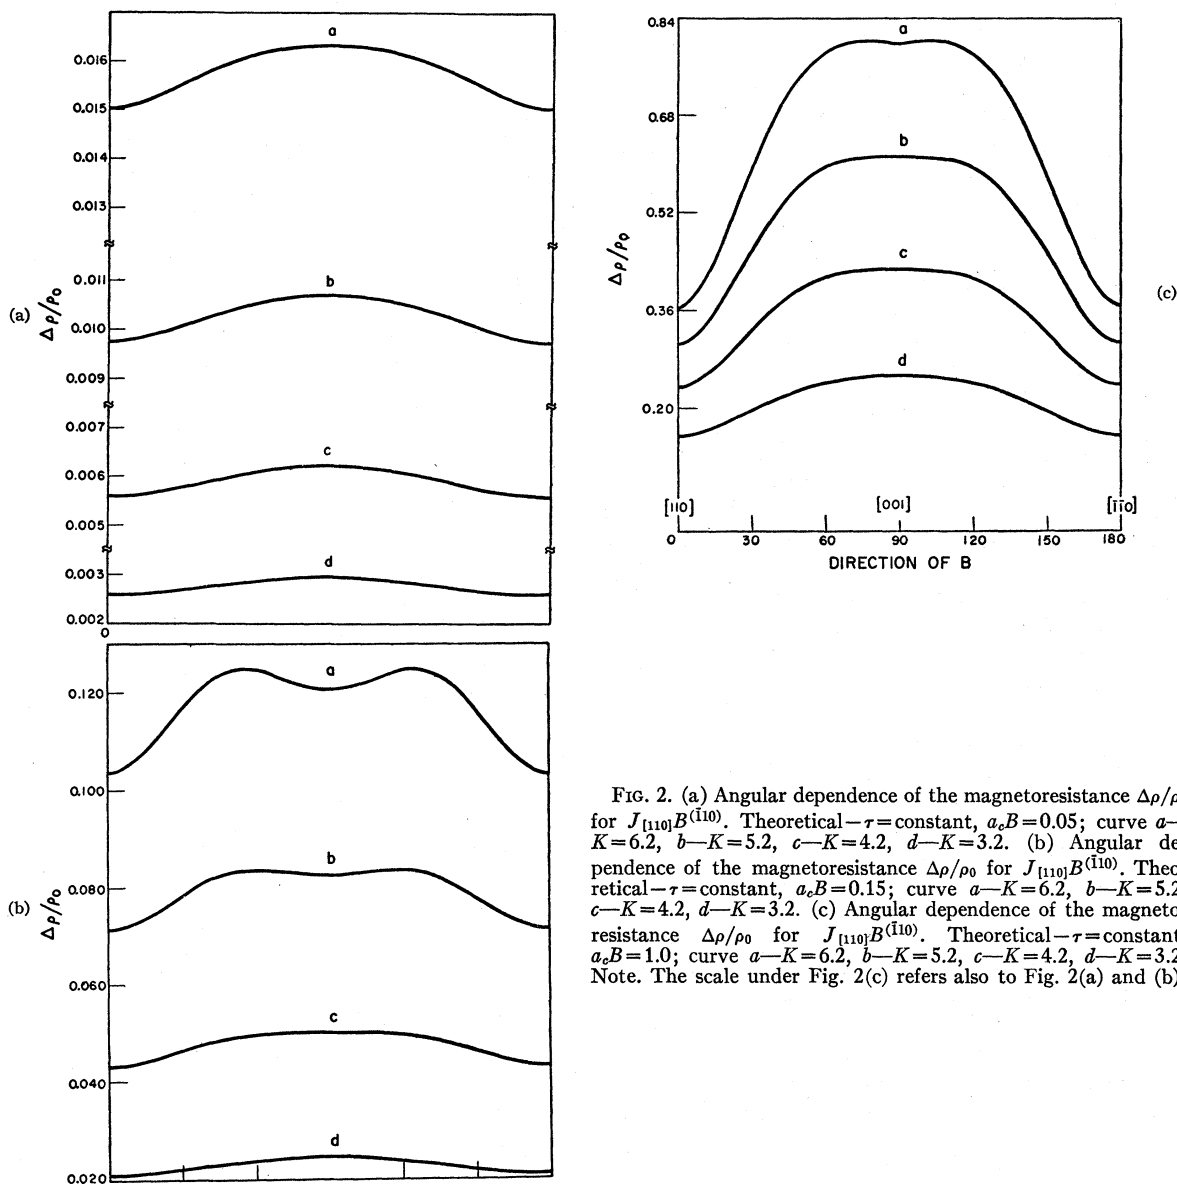 a
0.016
0.015
0.014
0.013
0.011
b
(a)
Δρ/ρ₀
0.010
0.009
0.007
c
0.006
0.005
d
0.003
0.002
0
a
0.120
0.100
b
0.080
(b)
Δρ/ρ₀
0.060
c
0.040
d
0.020
0.84
a
0.68
b
0.52
Δρ/ρ₀
c
(c)
0.36
d
0.20
[110] [001] [1̄1̄0]
0 30 60 90 120 150 180
DIRECTION OF B
FIG. 2. (a) Angular dependence of the magnetoresistance Δρ/ρ
for J[110]B(1̄10). Theoretical—τ=constant, acB=0.05; curve a—
K=6.2, b—K=5.2, c—K=4.2, d—K=3.2. (b) Angular de
pendence of the magnetoresistance Δρ/ρ₀ for J[110]B(1̄10). Theo
retical—τ=constant, acB=0.15; curve a—K=6.2, b—K=5.2
c—K=4.2, d—K=3.2. (c) Angular dependence of the magneto
resistance Δρ/ρ₀ for J[110]B(1̄10). Theoretical—τ=constant
acB=1.0; curve a—K=6.2, b—K=5.2, c—K=4.2, d—K=3.2
Note. The scale under Fig. 2(c) refers also to Fig. 2(a) and (b)